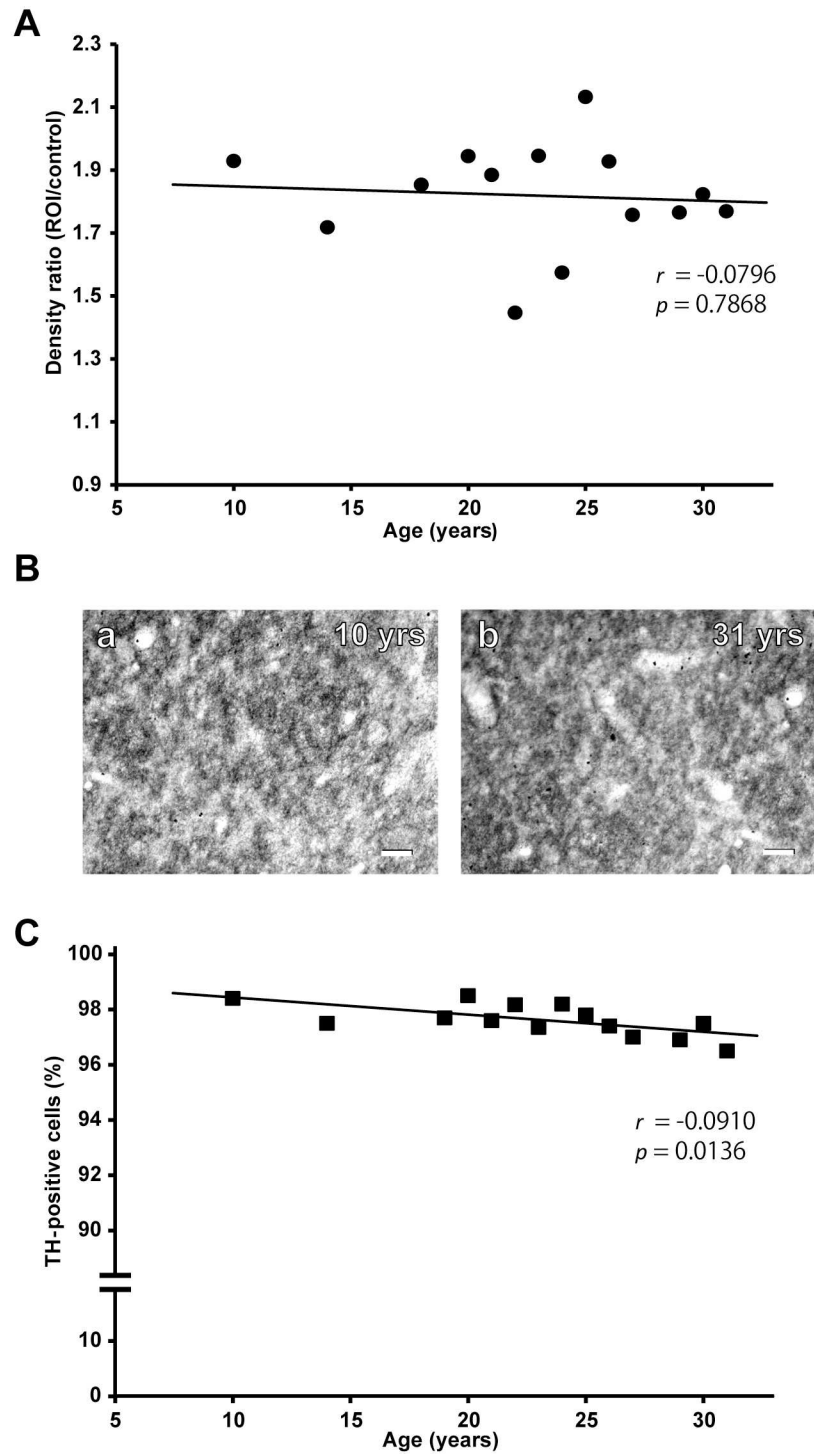 A
Density ratio (ROI/control)
2.3
2.1
1.9
1.7
1.5
1.3
1.1
0.9
r = -0.0796
p = 0.7868
5 10 15 20 25 30
Age (years)
B
a 10 yrs
b 31 yrs
C
TH-positive cells (%)
100
98
96
94
92
90
10
0
r = -0.0910
p = 0.0136
5 10 15 20 25 30
Age (years)